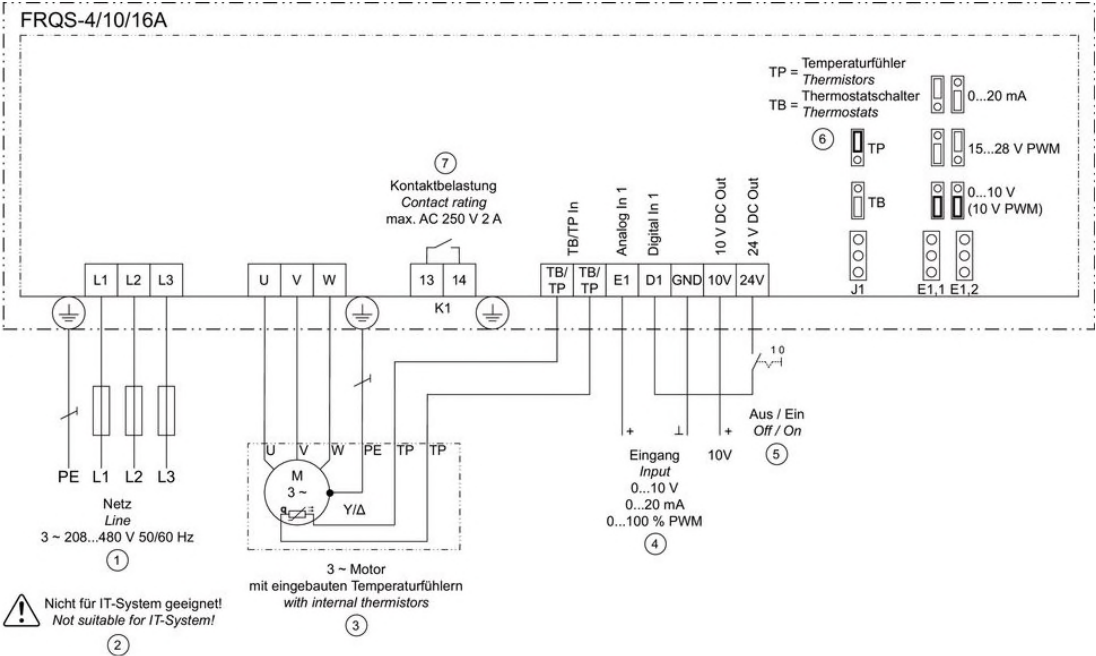 FRQS-4/10/16A
TP = Temperaturfühler
Thermistors
TB = Thermostatschalter
Thermostats
6
0...20 mA
TP
15...28 V PWM
TB
0...10 V
(10 V PWM)
J1
E1,1 E1,2
7
Kontaktbelastung
Contact rating
max. AC 250 V 2 A
TB/TP In
Analog In 1
Digital In 1
10 V DC Out
24 V DC Out
L1 L2 L3
U V W
13 14
K1
TB/TP TB/TP E1 D1 GND 10V 24V
1 0
Aus / Ein
Off / On
5
+ ⊥ +
Eingang
Input
0...10 V
0...20 mA
0...100 % PWM
4
10V
PE L1 L2 L3
Netz
Line
3 ~ 208...480 V 50/60 Hz
1
U V W PE TP TP
M
3 ~
Y/Δ
3 ~ Motor
mit eingebauten Temperaturfühlern
with internal thermistors
3
Nicht für IT-System geeignet!
Not suitable for IT-System!
2